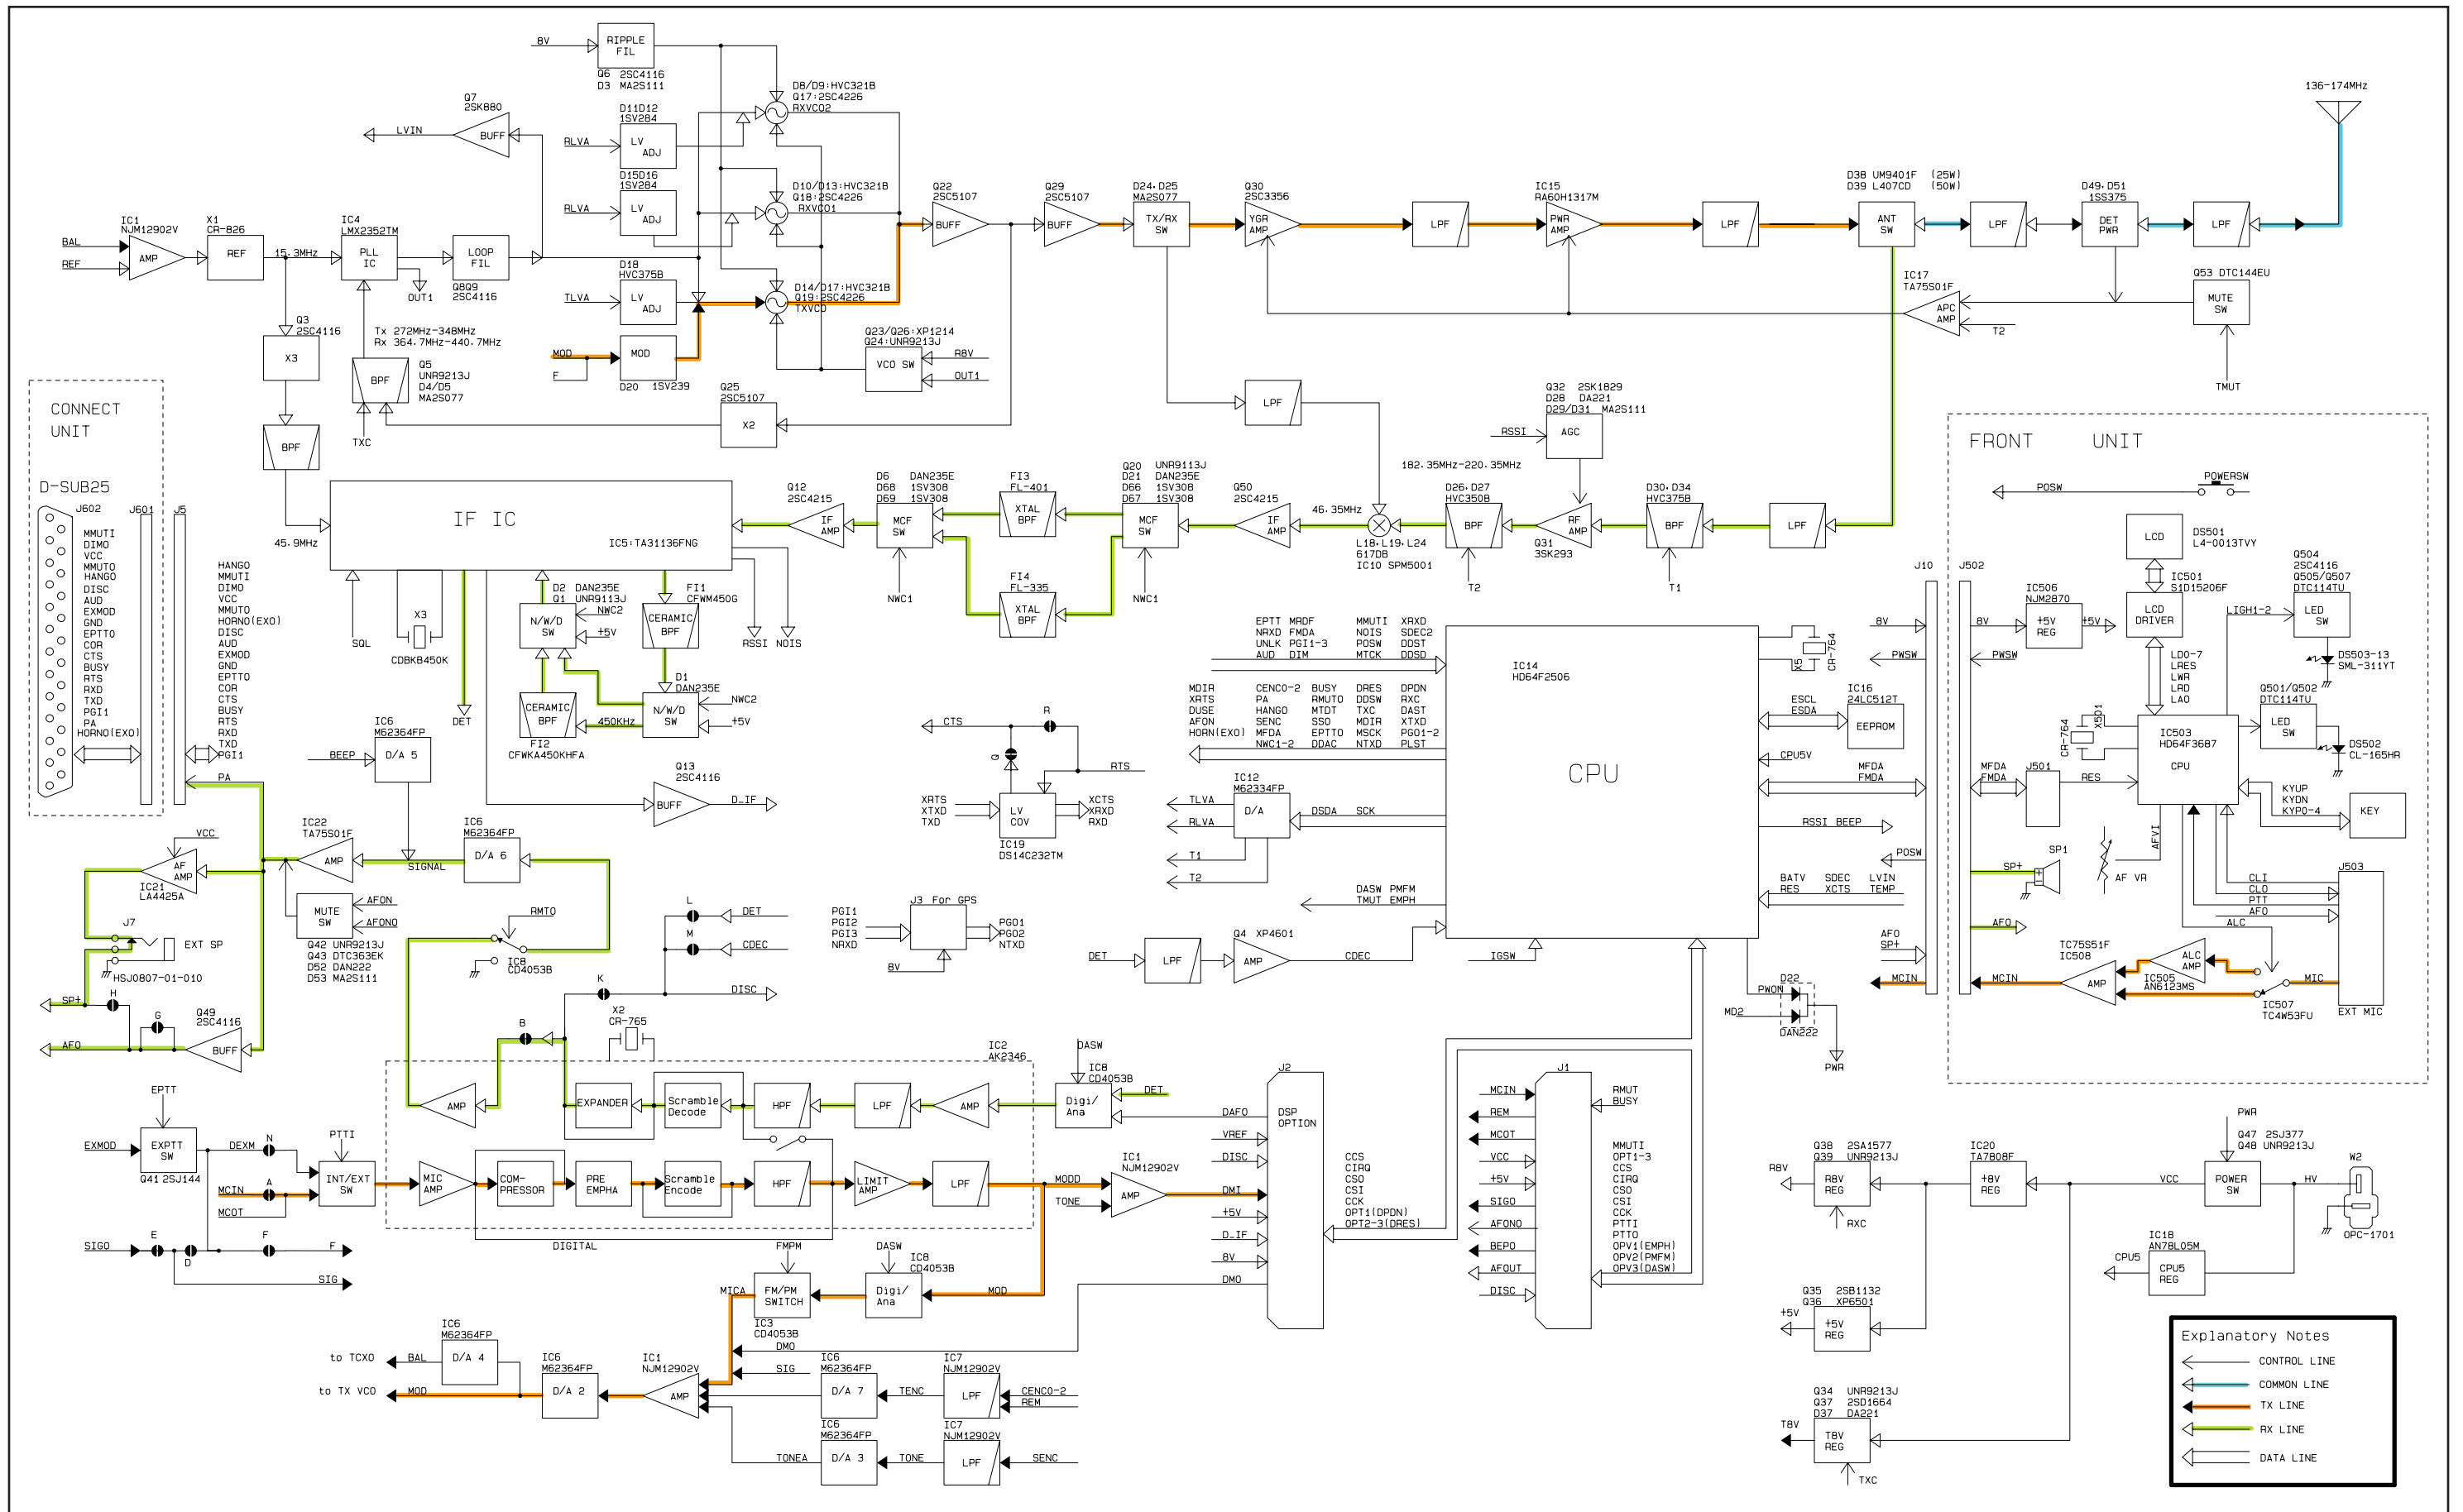 8V
RIPPLE
FIL
Q6 2SC4116
D3 MA2S111
D8/D9:HVC321B
Q17:2SC4226
RXVCO2
136-174MHz
Q7
2SK880
BUFF
LVIN
D11D12
1SV284
RLVA
LV
ADJ
D15D16
1SV284
RLVA
LV
ADJ
D10/D13:HVC321B
Q18:2SC4226
RXVCO1
Q22
2SC5107
BUFF
Q29
2SC5107
BUFF
D24,D25
MA2S077
TX/RX
SW
Q30
2SC3356
YGR
AMP
LPF
IC15
RA60H1317M
PWR
AMP
LPF
D38 UM9401F (25W)
D39 L407CD (50W)
ANT
SW
LPF
D49,D51
1SS375
DET
PWR
LPF
IC1
NJM12902V
BAL
REF
AMP
X1
CR-826
REF
15.3MHz
IC4
LMX2352TM
PLL
IC
OUT1
LOOP
FIL
Q8Q9
2SC4116
D18
HVC375B
TLVA
LV
ADJ
D14/D17:HVC321B
Q19:2SC4226
TXVCO
IC17
TA75S01F
APC
AMP
T2
Q53 DTC144EU
MUTE
SW
TMUT
Q3
2SC4116
X3
Tx 272MHz-348MHz
Rx 364.7MHz-440.7MHz
BPF
Q5
UNR9213J
D4/D5
MA2S077
TXC
MOD
F
MOD
D20 1SV239
Q23/Q26:XP1214
Q24:UNR9213J
VCO SW
R8V
OUT1
Q25
2SC5107
X2
LPF
Q32 2SK1829
D28 DA221
D29/D31 MA2S111
RSSI
AGC
BPF
CONNECT
UNIT
D-SUB25
J602
J601
J5
MMUTI
DIMO
VCC
MMUTO
HANGO
DISC
AUD
EXMOD
GND
EPTTO
COR
CTS
BUSY
RTS
RXD
TXD
PGI1
PA
HORNO(EXO)
HANGO
MMUTI
DIMO
VCC
MMUTO
HORNO(EXO)
DISC
AUD
EXMOD
GND
EPTTO
COR
CTS
BUSY
RTS
RXD
TXD
PGI1
PA
IF IC
45.9MHz
IC5:TA31136FNG
Q12
2SC4215
IF
AMP
D6 DAN235E
D68 1SV308
D69 1SV308
MCF
SW
NWC1
FI3
FL-401
XTAL
BPF
FI4
FL-335
XTAL
BPF
Q20 UNR9113J
D21 DAN235E
D66 1SV308
D67 1SV308
MCF
SW
NWC1
Q50
2SC4215
IF
AMP
46.35MHz
L18,L19,L24
617DB
IC10 SPM5001
182.35MHz-220.35MHz
D26,D27
HVC350B
BPF
T2
RF
AMP
Q31
3SK293
D30,D34
HVC375B
BPF
T1
LPF
SQL
X3
CDBKB450K
DET
D2 DAN235E
Q1 UNR9113J
NWC2
N/W/D
SW
+5V
FI1
CFWM450G
CERAMIC
BPF
RSSI NOIS
D1
DAN235E
NWC2
N/W/D
SW
+5V
CERAMIC
BPF
450KHz
FI2
CFWKA450KHFA
FRONT UNIT
POSW
POWERSW
LCD
DS501
L4-0013TVY
IC501
S1D15206F
LCD
DRIVER
LD0-7
LRES
LWR
LRD
LA0
J10
J502
IC506
NJM2870
8V
+5V
REG
+5V
PWSW
LIGH1-2
Q504
2SC4116
Q505/Q507
DTC114TU
LED
SW
DS503-13
SML-311YT
Q501/Q502
DTC114TU
LED
SW
DS502
CL-165HR
CR-764
X501
IC503
HD64F3687
CPU
MFDA
FMDA
J501
RES
KYUP
KYDN
KYP0-4
KEY
AFVI
AF VR
SP1
SP+
AFO
CLI
CLO
PTT
AFO
ALC
J503
EXT MIC
TC75S51F
IC508
AMP
ALC
AMP
IC505
AN6123MS
IC507
TC4W53FU
MIC
MCIN
EPTT MRDF MMUTI XRXD
NRXD FMDA NOIS SDEC2
UNLK PGI1-3 POSW DDST
AUD DIM MTCK DDSD
MDIR CENC0-2 BUSY DRES DPDN
XRTS PA RMUTO DDSW RXC
DUSE HANGO MTDT TXC DAST
AFON SENC SSO MDIR XTXD
HORN(EXO) MFDA EPTTO MSCK PGO1-2
NWC1-2 DDAC NTXD PLST
IC14
HD64F2506
CPU
X5
CR-764
ESCL
ESDA
IC16
24LC512T
EEPROM
CPU5V
MFDA
FMDA
RSSI BEEP
8V
PWSW
POSW
BATV SDEC LVIN
RES XCTS TEMP
AFO
SP+
MCIN
IC12
M62334FP
TLVA
RLVA
D/A
DSDA SCK
T1
T2
DASW PMFM
TMUT EMPH
DET
LPF
Q4 XP4601
AMP
CDEC
IGSW
PWON
D22
MD2
DAN222
PWR
CTS
R
Q
RTS
XRTS
XTXD
TXD
LV
COV
XCTS
XRXD
RXD
IC19
DS14C232TM
J3 For GPS
PGI1
PGI2
PGI3
NRXD
PGO1
PGO2
NTXD
8V
IC6
M62364FP
BEEP
D/A 5
Q13
2SC4116
BUFF
D_IF
IC22
TA75S01F
AMP
SIGNAL
IC6
M62364FP
D/A 6
VCC
AF
AMP
IC21
LA4425A
J7
EXT SP
HSJ0807-01-010
MUTE
SW
AFON
AFONO
Q42 UNR9213J
Q43 DTC363EK
D52 DAN222
D53 MA2S111
SP+
H
G
Q49
2SC4116
BUFF
AFO
RMTO
IC8
CD4053B
L
DET
M
CDEC
K
DISC
X2
CR-765
B
IC2
AK2346
AMP
EXPANDER
Scramble
Decode
HPF
LPF
AMP
DASW
IC8
CD4053B
Digi/
Ana
DET
DAFO
EPTT
EXMOD
EXPTT
SW
Q41 2SJ144
DEXM
N
PTTI
MCIN
A
MCOT
INT/EXT
SW
MIC
AMP
COM-
PRESSOR
PRE
EMPHA
Scramble
Encode
HPF
LIMIT
AMP
LPF
DIGITAL
MODD
TONE
IC1
NJM12902V
AMP
DMI
SIGO
E
D
F
F
SIG
J2
DSP
OPTION
VREF
DISC
+5V
D_IF
8V
DMO
CCS
CIRQ
CSO
CSI
CCK
OPT1(DPDN)
OPT2-3(DRES)
J1
MCIN
REM
MCOT
VCC
+5V
SIGO
AFONO
BEPO
AFOUT
DISC
RMUT
BUSY
MMUTI
OPT1-3
CCS
CIRQ
CSO
CSI
CCK
PTTI
PTTO
OPV1(EMPH)
OPV2(PMFM)
OPV3(DASW)
FMPM
MICA
FM/PM
SWITCH
IC3
CD4053B
DASW
IC8
CD4053B
Digi/
Ana
MOD
DMO
SIG
IC6
M62364FP
to TCXO
BAL
D/A 4
to TX VCO
MOD
IC6
M62364FP
D/A 2
IC1
NJM12902V
AMP
IC6
M62364FP
D/A 7
TENC
IC7
NJM12902V
LPF
CENC0-2
REM
IC6
M62364FP
TONEA
D/A 3
TONE
IC7
NJM12902V
LPF
SENC
PWR
Q38 2SA1577
Q39 UNR9213J
R8V
R8V
REG
RXC
IC20
TA7808F
+8V
REG
VCC
Q47 2SJ377
Q48 UNR9213J
POWER
SW
HV
W2
OPC-1701
IC18
AN78L05M
CPU5
CPU5
REG
Q35 2SB1132
Q36 XP6501
+5V
+5V
REG
Q34 UNR9213J
Q37 2SD1664
D37 DA221
T8V
T8V
REG
TXC
Explanatory Notes
CONTROL LINE
COMMON LINE
TX LINE
RX LINE
DATA LINE